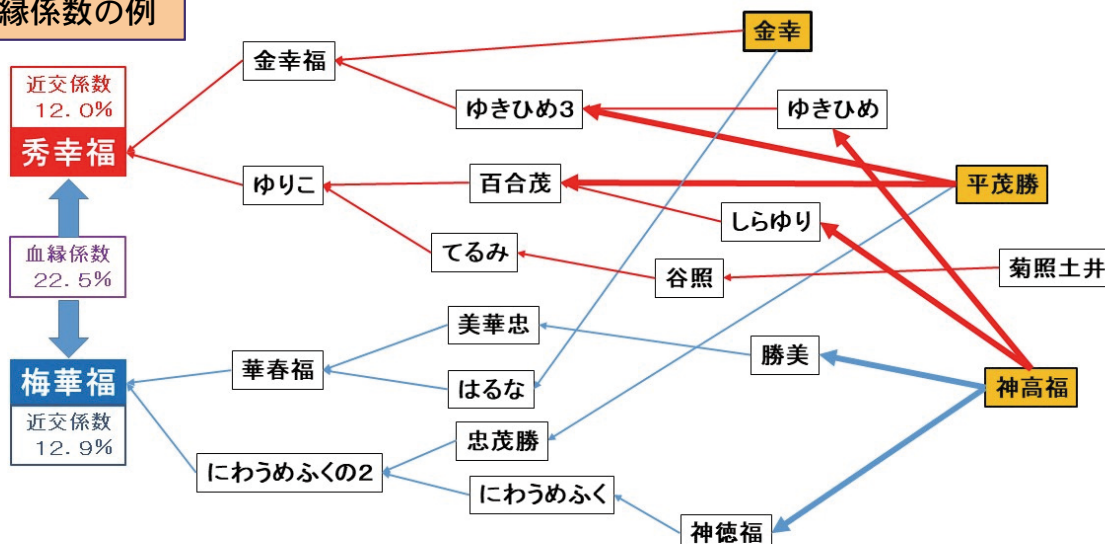 縁係数の例
金幸
金幸福
近交係数
12.0%
秀幸福
ゆきひめ3
ゆきひめ
ゆりこ
百合茂
平茂勝
しらゆり
血縁係数
22.5%
てるみ
谷照
菊照土井
美華忠
勝美
梅華福
華春福
はるな
神高福
近交係数
12.9%
忠茂勝
にわうめふくの2
にわうめふく
神徳福